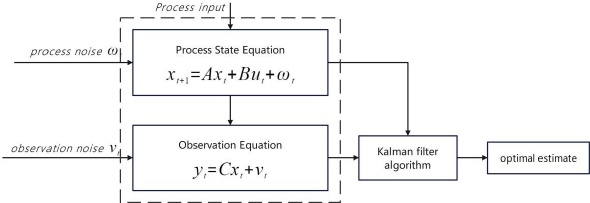 Process input
process noise ω
Process State Equation
x_{t+1}=Ax_t+Bu_t+ω_t
observation noise v_t
Observation Equation
y_t=Cx_t+v_t
Kalman filter
algorithm
optimal estimate